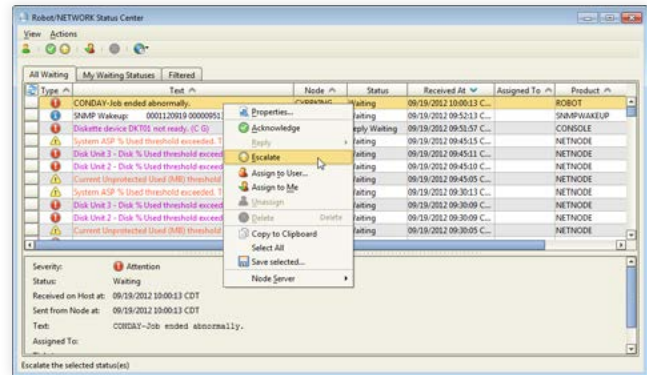 Robot/NETWORK Status Center
View Actions
All Waiting My Waiting Statuses Filtered
Type Text Node Status Received At Assigned To Product
CONDAY-Job ended abnormally. Waiting 09/19/2012 10:00:13 C... ROBOT
SNMP Wakeup: 0001120919 Waiting 09/19/2012 09:52:13 C... SNMPWAKEUP
Diskette device DKT01 not ready. (C G) Reply Waiting 09/19/2012 09:51:57 C... CONSOLE
System ASP % Used threshold exceeded. T Waiting 09/19/2012 09:45:15 C... NETNODE
Disk Unit 3 - Disk % Used threshold exceed Waiting 09/19/2012 09:45:11 C... NETNODE
Disk Unit 2 - Disk % Used threshold exceed Waiting 09/19/2012 09:45:10 C... NETNODE
Current Unprotected Used (MB) threshold Waiting 09/19/2012 09:45:05 C... NETNODE
System ASP % Used threshold exceeded. T Waiting 09/19/2012 09:30:13 C... NETNODE
Disk Unit 3 - Disk % Used threshold exceed Waiting 09/19/2012 09:30:09 C... NETNODE
Disk Unit 2 - Disk % Used threshold exceed Waiting 09/19/2012 09:30:09 C... NETNODE
Current Unprotected Used (MB) threshold Waiting 09/19/2012 09:30:05 C... NETNODE
Properties...
Acknowledge
Reply
Escalate
Assign to User...
Assign to Me
Unassign
Delete Delete
Copy to Clipboard
Select All
Save selected...
Node Server
Severity: Attention
Status: Waiting
Received on Host at: 09/19/2012 10:00:13 CDT
Sent from Node at: 09/19/2012 10:00:13 CDT
Text: CONDAY-Job ended abnormally.
Assigned To:
Escalate the selected status(es)